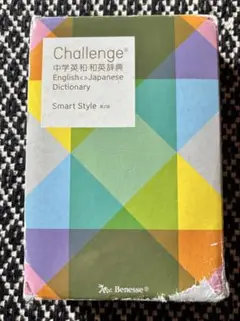 Challenge®
中学英和・和英辞典
English<>Japanese
Dictionary
Smart Style 第2版
Benesse®